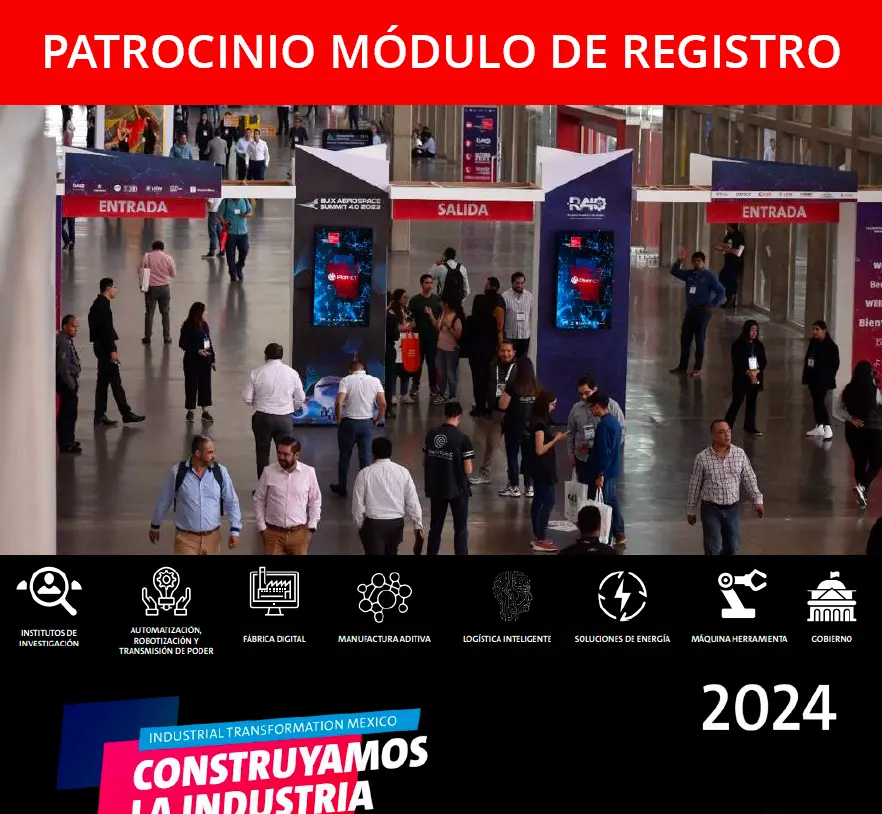 PATROCINIO MÓDULO DE REGISTRO
ENTRADA
BJX AEROSPACE
SUMMIT 4.0 2023
SALIDA
RAIO
ENTRADA
INSTITUTOS DE
INVESTIGACIÓN
AUTOMATIZACIÓN,
ROBOTIZACIÓN Y
TRANSMISIÓN DE PODER
FÁBRICA DIGITAL
MANUFACTURA ADITIVA
LOGÍSTICA INTELIGENTE
SOLUCIONES DE ENERGÍA
MÁQUINA HERRAMIENTA
GOBIERNO
2024
INDUSTRIAL TRANSFORMATION MEXICO
CONSTRUYAMOS
LA INDUSTRIA